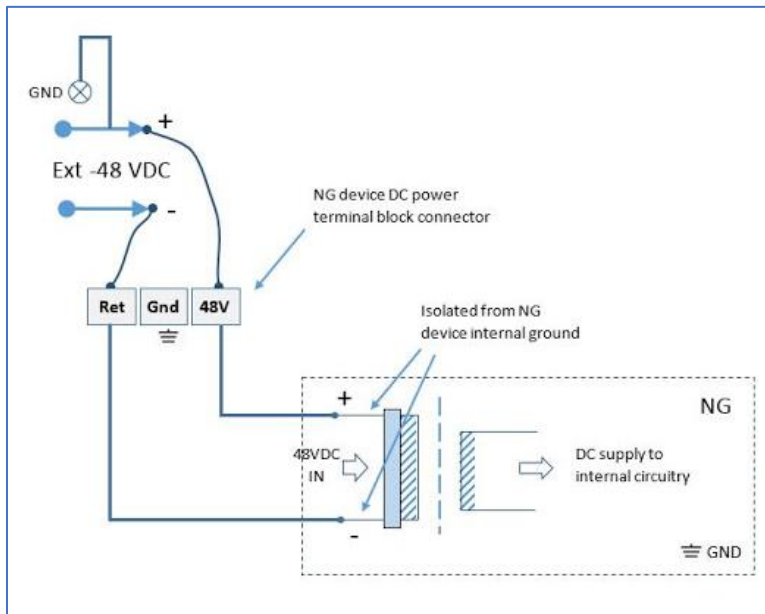 GND
+
Ext -48 VDC
-
NG device DC power
terminal block connector
Ret
Gnd
48V
Isolated from NG
device internal ground
+
NG
48VDC
IN
DC supply to
internal circuitry
-
GND